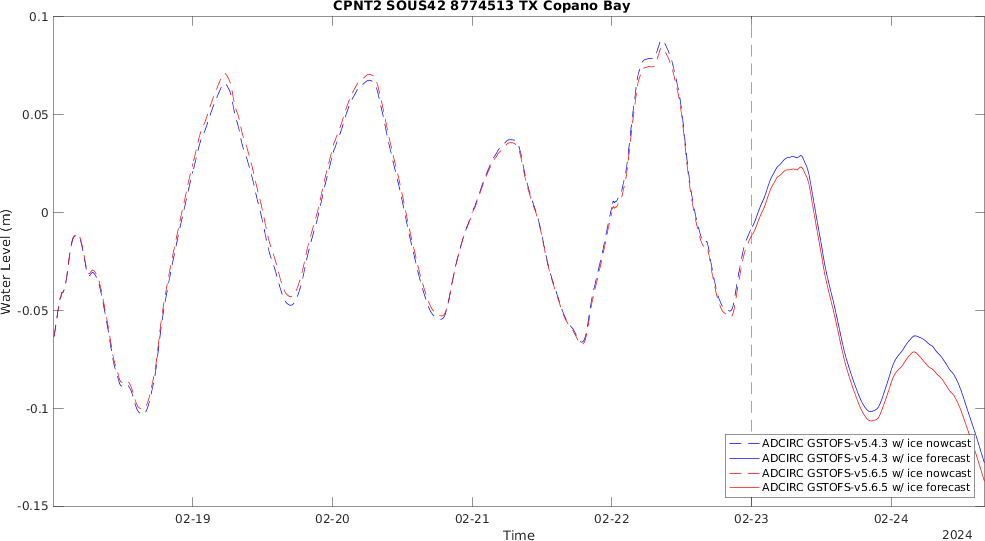 CPNT2 SOUS42 8774513 TX Copano Bay
Water Level (m)
0.1
0.05
0
-0.05
-0.1
-0.15
02-19
02-20
02-21
02-22
02-23
02-24
Time
2024
ADCIRC GSTOFS-v5.4.3 w/ ice nowcast
ADCIRC GSTOFS-v5.4.3 w/ ice forecast
ADCIRC GSTOFS-v5.6.5 w/ ice nowcast
ADCIRC GSTOFS-v5.6.5 w/ ice forecast